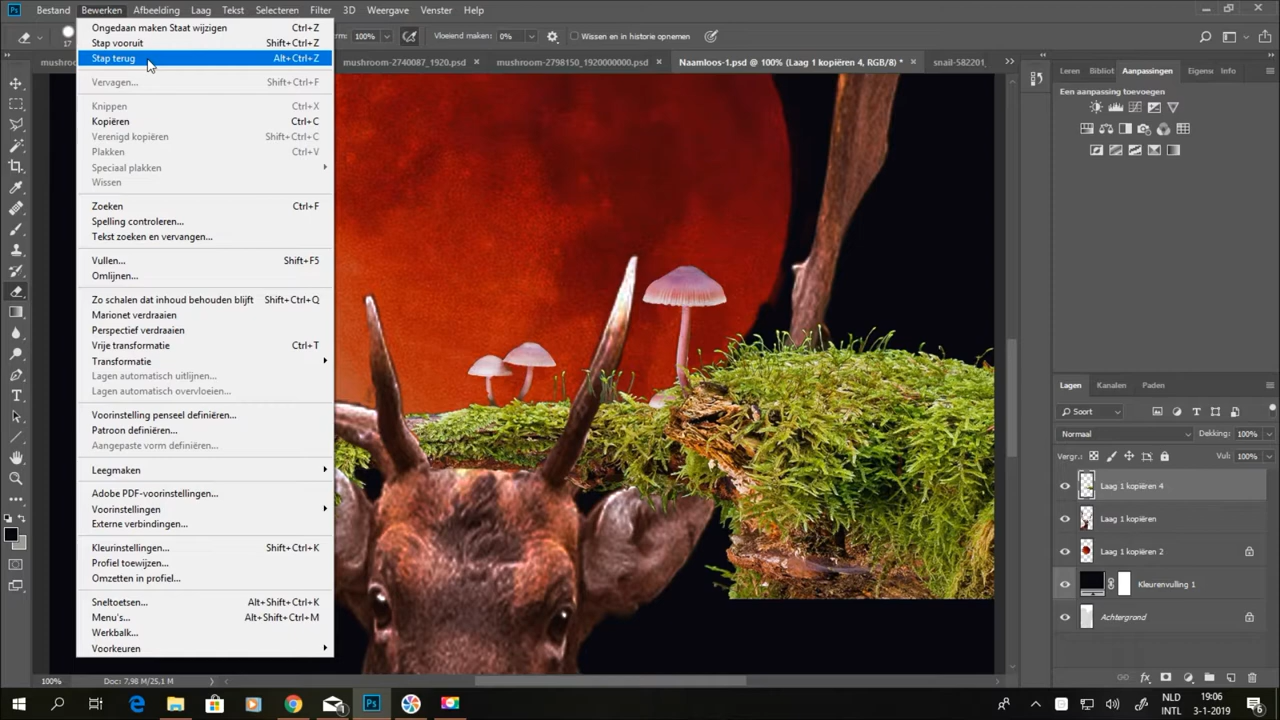 Ps Bestand Bewerken Afbeelding Laag Tekst Selecteren Filter 3D Weergave Venster Help
17
rm: 100% Vloeiend maken: 0% Wissen in historie opnemen
mushroo
mushroom-2740087_1920.psd
mushroom-2798150_1920000000.psd
Naamloos-1.psd @ 100% (Laag 1 kopiëren 4, RGB/8) *
snail-582201
Ongedaan maken Staat wijzigen Ctrl+Z
Stap vooruit Shift+Ctrl+Z
Stap terug Alt+Ctrl+Z
Vervagen... Shift+Ctrl+F
Knippen Ctrl+X
Kopiëren Ctrl+C
Verenigd kopiëren Shift+Ctrl+C
Plakken Ctrl+V
Speciaal plakken
Wissen
Zoeken Ctrl+F
Spelling controleren...
Tekst zoeken en vervangen...
Vullen... Shift+F5
Omlijnen...
Zo schalen dat inhoud behouden blijft Shift+Ctrl+Q
Marionet verdraaien
Perspectief verdraaien
Vrije transformatie Ctrl+T
Transformatie
Lagen automatisch uitlijnen...
Lagen automatisch overvloeien...
Voorinstelling penseel definiëren...
Patroon definiëren...
Aangepaste vorm definiëren...
Leegmaken
Adobe PDF-voorinstellingen...
Voorinstellingen
Externe verbindingen...
Kleurinstellingen... Shift+Ctrl+K
Profiel toewijzen...
Omzetten in profiel...
Sneltoetsen... Alt+Shift+Ctrl+K
Menu's... Alt+Shift+Ctrl+M
Werkbalk...
Voorkeuren
Leren Bibliot Aanpassingen Eigens Info
Een aanpassing toevoegen
Lagen Kanalen Paden
Soort
Normaal Dekking: 100%
Vergr.: Vul: 100%
Laag 1 kopiëren 4
Laag 1 kopiëren
Laag 1 kopiëren 2
Kleurenvulling 1
Achtergrond
fx
100% Doc: 7,98 M/25,1 M
NLD 19:06
INTL 3-1-2019